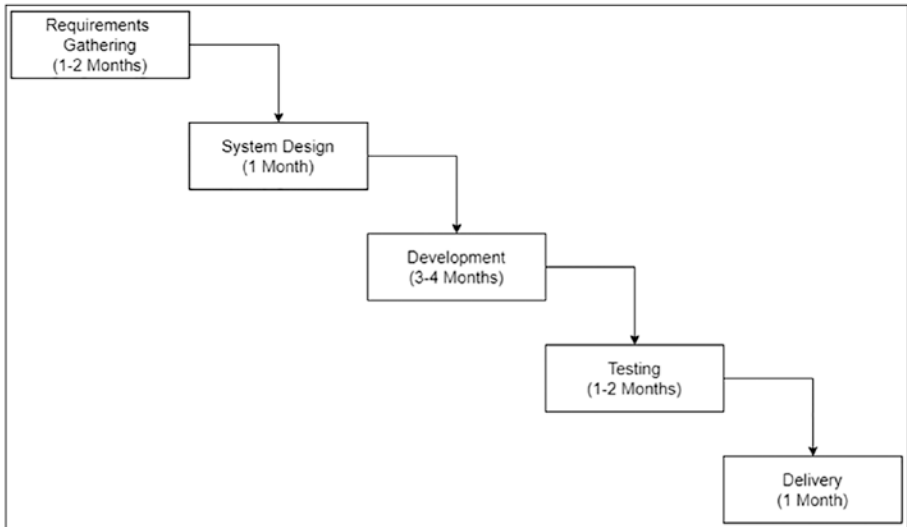 Requirements
Gathering
(1-2 Months)
System Design
(1 Month)
Development
(3-4 Months)
Testing
(1-2 Months)
Delivery
(1 Month)